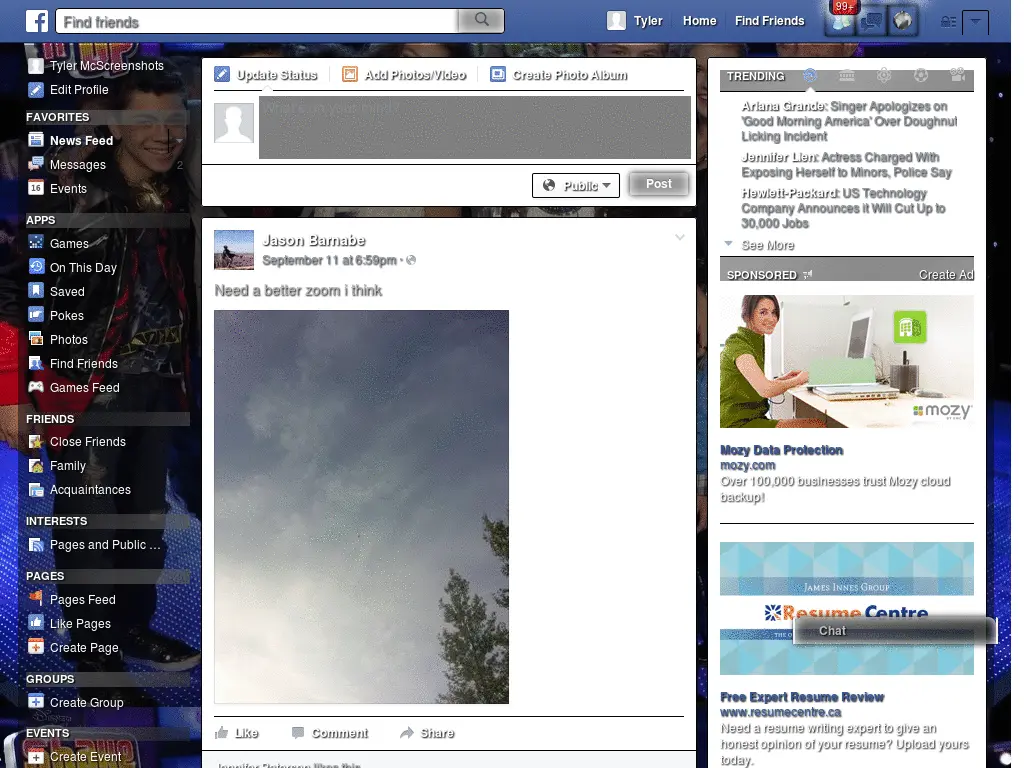 Find friends
Tyler
Home
Find Friends
99+
Tyler McScreenshots
Edit Profile
FAVORITES
News Feed
Messages
2
16
Events
APPS
Games
On This Day
Saved
Pokes
Photos
Find Friends
Games Feed
FRIENDS
Close Friends
Family
Acquaintances
INTERESTS
Pages and Public ...
PAGES
Pages Feed
Like Pages
Create Page
GROUPS
Create Group
EVENTS
Create Event
Update Status
Add Photos/Video
Create Photo Album
What's on your mind?
Public
Post
Jason Barnabe
September 11 at 6:59pm ·
Need a better zoom i think
Like
Comment
Share
likes this.
TRENDING
Ariana Grande: Singer Apologizes on
'Good Morning America' Over Doughnut
Licking Incident
Jennifer Lien: Actress Charged With
Exposing Herself to Minors, Police Say
Hewlett-Packard: US Technology
Company Announces it Will Cut Up to
30,000 Jobs
See More
SPONSORED
Create Ad
mozy
Mozy Data Protection
mozy.com
Over 100,000 businesses trust Mozy cloud
backup!
JAMES INNES GROUP
Resume Centre
THE O
Chat
Free Expert Resume Review
www.resumecentre.ca
Need a resume writing expert to give an
honest opinion of your resume? Upload yours
today.